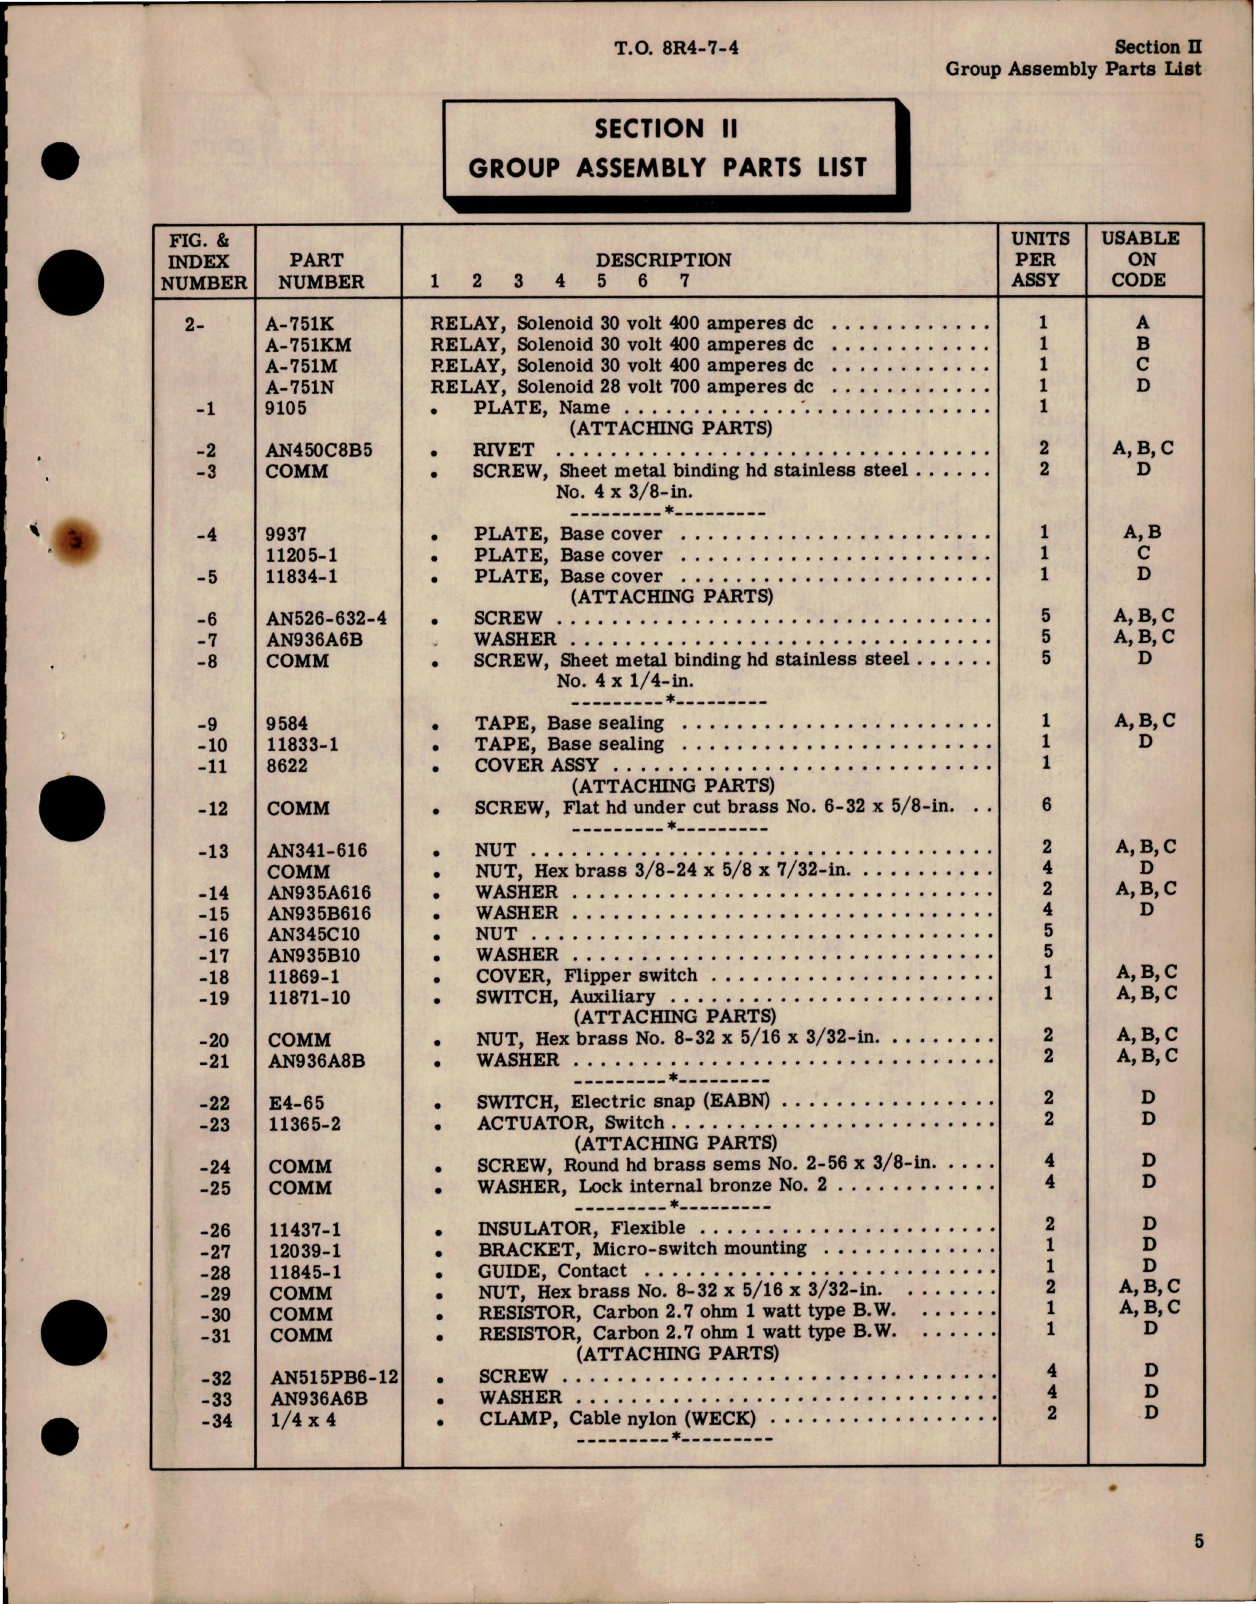 T.O. 8R4-7-4
Section II
Group Assembly Parts List
SECTION II
GROUP ASSEMBLY PARTS LIST
FIG. & INDEX NUMBER PART NUMBER DESCRIPTION 1 2 3 4 5 6 7 UNITS PER ASSY USABLE ON CODE
2- A-751K RELAY, Solenoid 30 volt 400 amperes dc . . . . . . . . . . . . 1 A
A-751KM RELAY, Solenoid 30 volt 400 amperes dc . . . . . . . . . . . . 1 B
A-751M RELAY, Solenoid 30 volt 400 amperes dc . . . . . . . . . . . . 1 C
A-751N RELAY, Solenoid 28 volt 700 amperes dc . . . . . . . . . . . . 1 D
-1 9105 . PLATE, Name . . . . . . . . . . . . . . . . . . . . . . . . . . . 1
(ATTACHING PARTS)
-2 AN450C8B5 . RIVET . . . . . . . . . . . . . . . . . . . . . . . . . . . . . . . . 2 A, B, C
-3 COMM . SCREW, Sheet metal binding hd stainless steel . . . . . . 2 D
No. 4 x 3/8-in.
---------*---------
-4 9937 . PLATE, Base cover . . . . . . . . . . . . . . . . . . . . . . . 1 A, B
11205-1 . PLATE, Base cover . . . . . . . . . . . . . . . . . . . . . . . 1 C
-5 11834-1 . PLATE, Base cover . . . . . . . . . . . . . . . . . . . . . . . 1 D
(ATTACHING PARTS)
-6 AN526-632-4 . SCREW . . . . . . . . . . . . . . . . . . . . . . . . . . . . . . . . 5 A, B, C
-7 AN936A6B . WASHER . . . . . . . . . . . . . . . . . . . . . . . . . . . . . . . 5 A, B, C
-8 COMM . SCREW, Sheet metal binding hd stainless steel . . . . . . 5 D
No. 4 x 1/4-in.
---------*---------
-9 9584 . TAPE, Base sealing . . . . . . . . . . . . . . . . . . . . . . . 1 A, B, C
-10 11833-1 . TAPE, Base sealing . . . . . . . . . . . . . . . . . . . . . . . 1 D
-11 8622 . COVER ASSY . . . . . . . . . . . . . . . . . . . . . . . . . . . . 1
(ATTACHING PARTS)
-12 COMM . SCREW, Flat hd under cut brass No. 6-32 x 5/8-in. . . 6
---------*---------
-13 AN341-616 . NUT . . . . . . . . . . . . . . . . . . . . . . . . . . . . . . . . . . 2 A, B, C
COMM . NUT, Hex brass 3/8-24 x 5/8 x 7/32-in. . . . . . . . . . . 4 D
-14 AN935A616 . WASHER . . . . . . . . . . . . . . . . . . . . . . . . . . . . . . . 2 A, B, C
-15 AN935B616 . WASHER . . . . . . . . . . . . . . . . . . . . . . . . . . . . . . . 4 D
-16 AN345C10 . NUT . . . . . . . . . . . . . . . . . . . . . . . . . . . . . . . . . . 5
-17 AN935B10 . WASHER . . . . . . . . . . . . . . . . . . . . . . . . . . . . . . . 5
-18 11869-1 . COVER, Flipper switch . . . . . . . . . . . . . . . . . . . . . 1 A, B, C
-19 11871-10 . SWITCH, Auxiliary . . . . . . . . . . . . . . . . . . . . . . . . 1 A, B, C
(ATTACHING PARTS)
-20 COMM . NUT, Hex brass No. 8-32 x 5/16 x 3/32-in. . . . . . . . . 2 A, B, C
-21 AN936A8B . WASHER . . . . . . . . . . . . . . . . . . . . . . . . . . . . . . . 2 A, B, C
---------*---------
-22 E4-65 . SWITCH, Electric snap (EABN) . . . . . . . . . . . . . . . . 2 D
-23 11365-2 . ACTUATOR, Switch . . . . . . . . . . . . . . . . . . . . . . . . 2 D
(ATTACHING PARTS)
-24 COMM . SCREW, Round hd brass sems No. 2-56 x 3/8-in. . . . . 4 D
-25 COMM . WASHER, Lock internal bronze No. 2 . . . . . . . . . . . . 4 D
---------*---------
-26 11437-1 . INSULATOR, Flexible . . . . . . . . . . . . . . . . . . . . . . 2 D
-27 12039-1 . BRACKET, Micro-switch mounting . . . . . . . . . . . . . 1 D
-28 11845-1 . GUIDE, Contact . . . . . . . . . . . . . . . . . . . . . . . . . . 1 D
-29 COMM . NUT, Hex brass No. 8-32 x 5/16 x 3/32-in. . . . . . . . 2 A, B, C
-30 COMM . RESISTOR, Carbon 2.7 ohm 1 watt type B.W. . . . . . . 1 A, B, C
-31 COMM . RESISTOR, Carbon 2.7 ohm 1 watt type B.W. . . . . . . 1 D
(ATTACHING PARTS)
-32 AN515PB6-12 . SCREW . . . . . . . . . . . . . . . . . . . . . . . . . . . . . . . . 4 D
-33 AN936A6B . WASHER . . . . . . . . . . . . . . . . . . . . . . . . . . . . . . . 4 D
-34 1/4 x 4 . CLAMP, Cable nylon (WECK) . . . . . . . . . . . . . . . . . 2 D
---------*---------
5